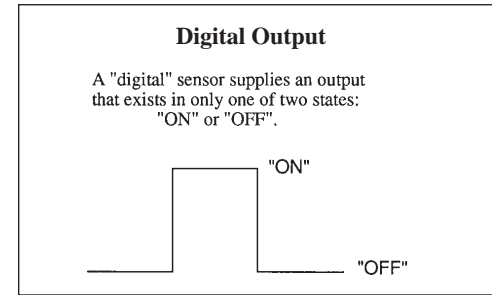 Digital Output
A "digital" sensor supplies an output
that exists in only one of two states:
"ON" or "OFF".
"ON"
"OFF"